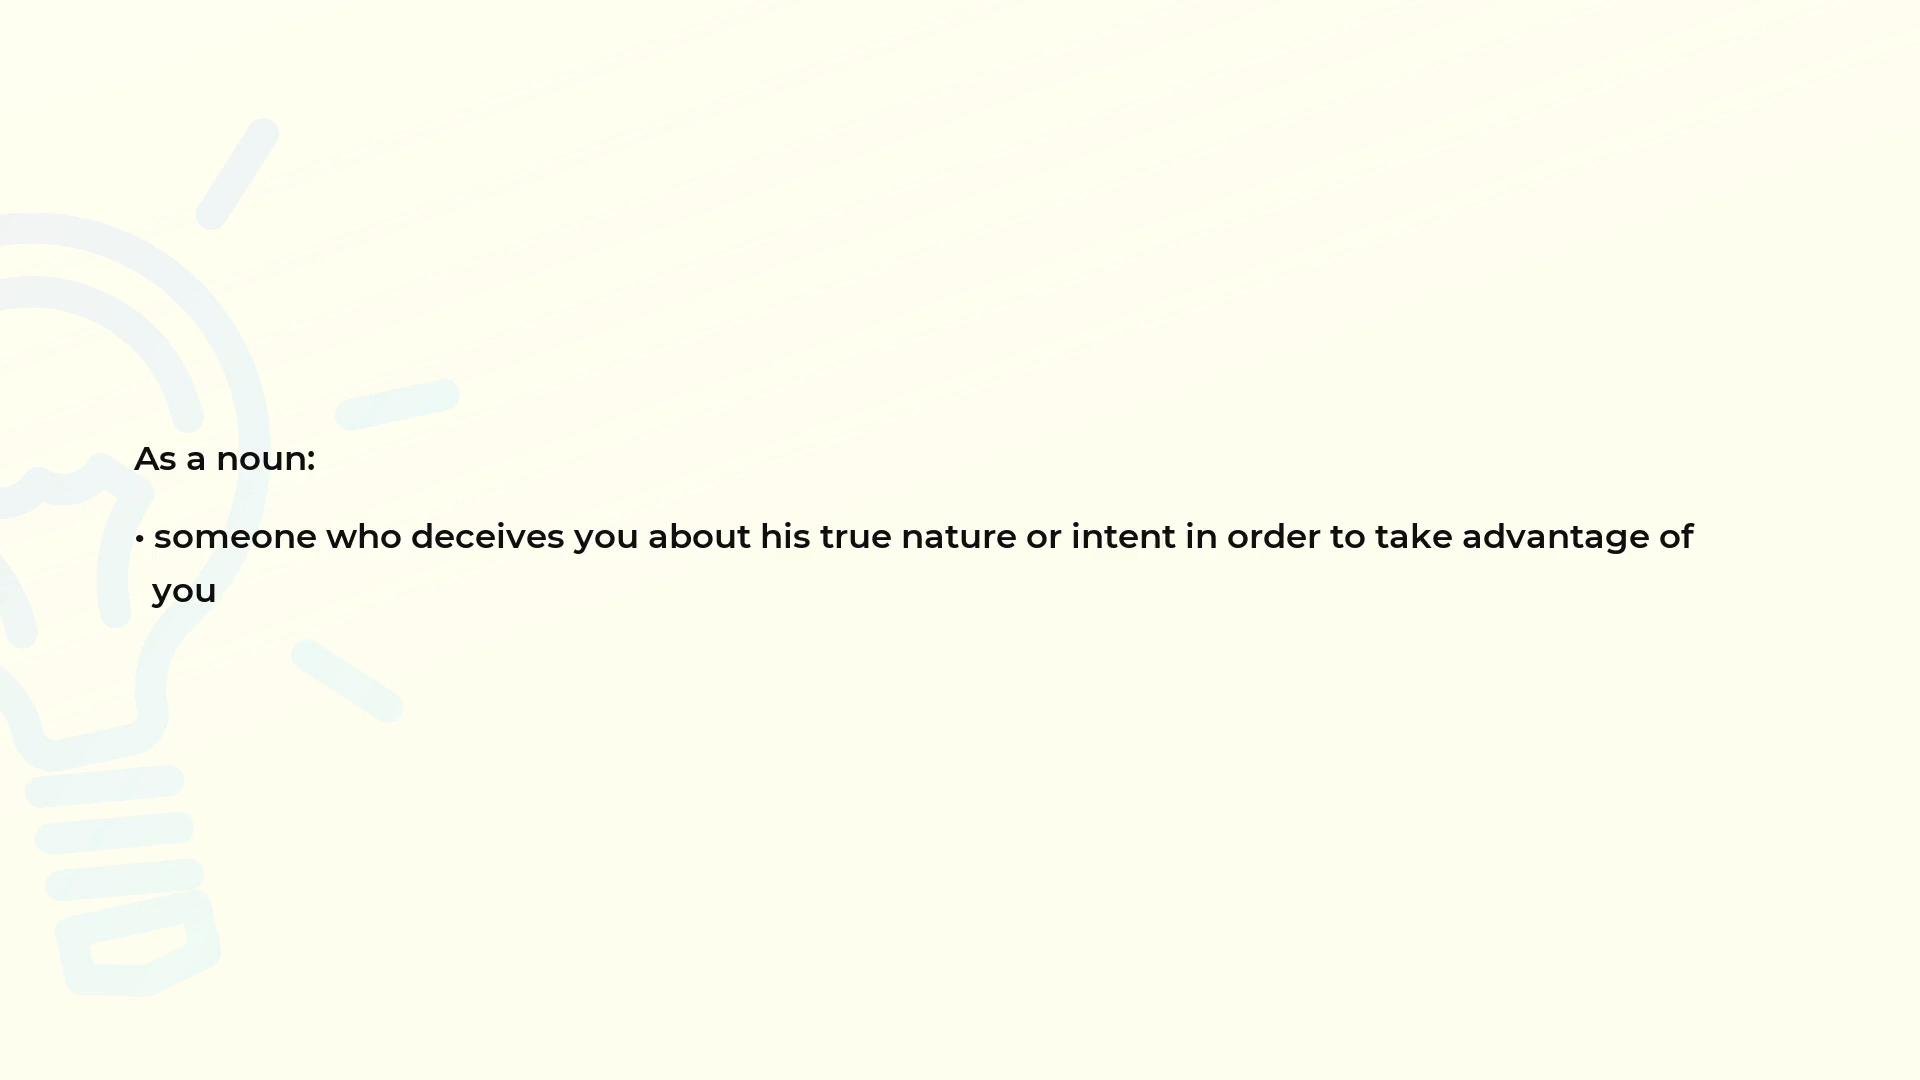 As a noun:
• someone who deceives you about his true nature or intent in order to take advantage of
you